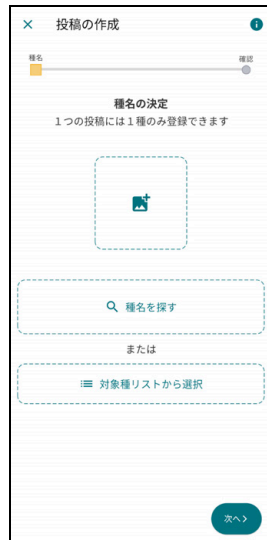 投稿の作成
種名
確認
種名の決定
1つの投稿には1種のみ登録できます
種名を探す
または
対象種リストから選択
次へ>